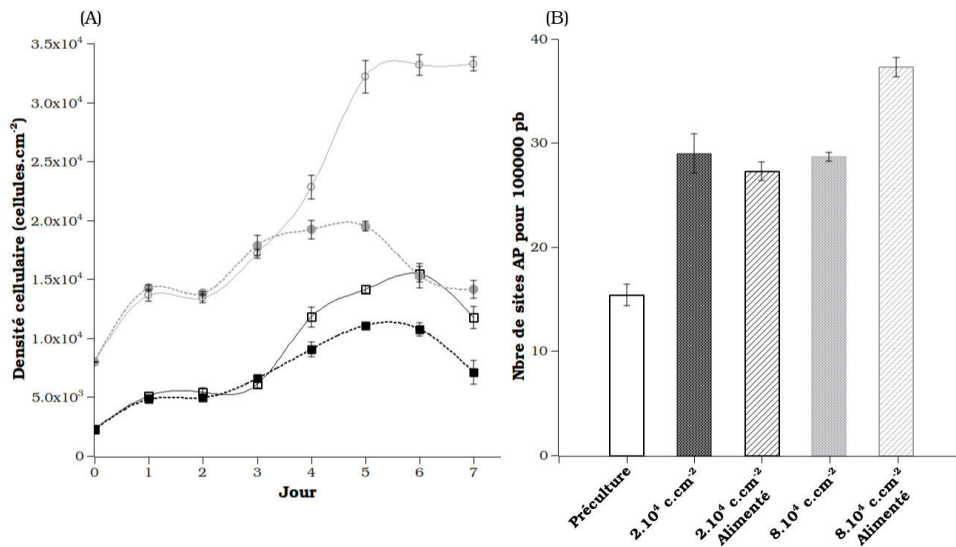 (A)
Densité cellulaire (cellules.cm⁻²)
3.5x10⁴
3.0x10⁴
2.5x10⁴
2.0x10⁴
1.5x10⁴
1.0x10⁴
5.0x10³
0
0 1 2 3 4 5 6 7
Jour
(B)
Nbre de sites AP pour 100000 pb
40
30
20
10
0
Préculture
2.10⁴ c.cm⁻²
2.10⁴ c.cm⁻²
Alimenté
8.10⁴ c.cm⁻²
8.10⁴ c.cm⁻²
Alimenté